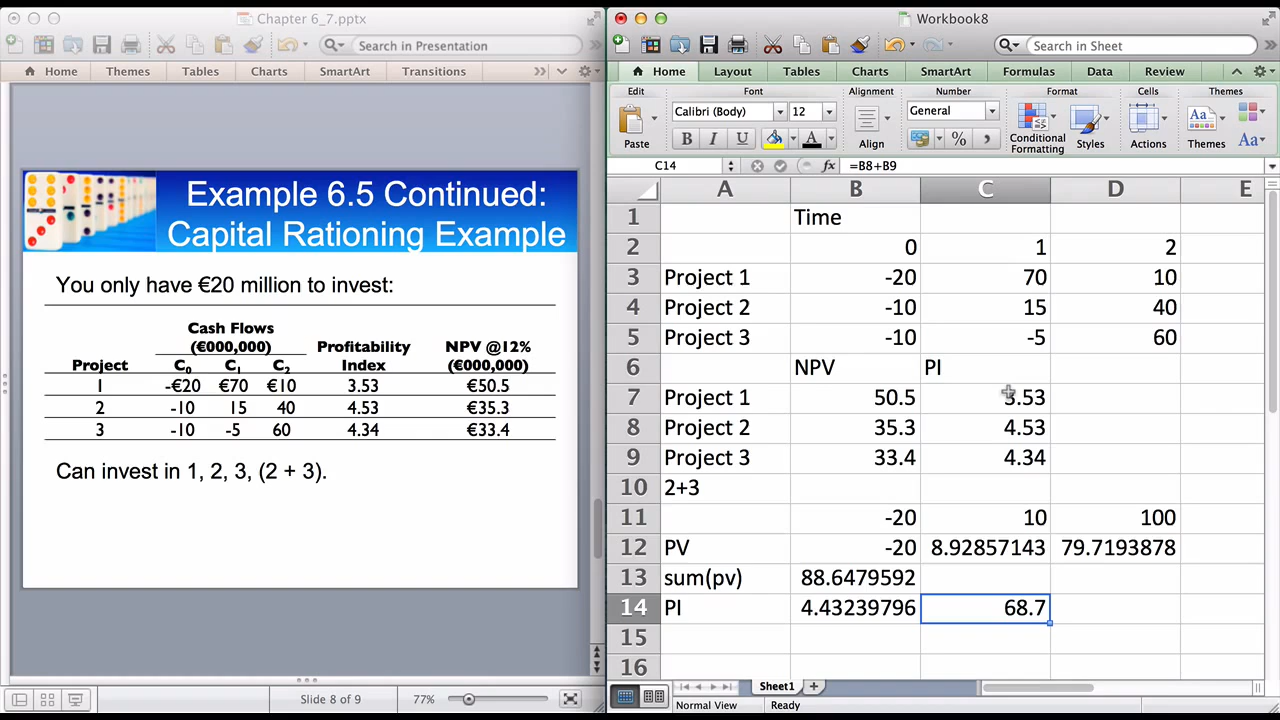 Chapter 6_7.pptx
Search in Presentation
Home Themes Tables Charts SmartArt Transitions
Example 6.5 Continued:
Capital Rationing Example
You only have €20 million to invest:
Cash Flows
(€000,000) Profitability NPV @12%
Project C0 C1 C2 Index (€000,000)
1 -€20 €70 €10 3.53 €50.5
2 -10 15 40 4.53 €35.3
3 -10 -5 60 4.34 €33.4
Can invest in 1, 2, 3, (2 + 3).
Slide 8 of 9 77%
Workbook8
Search in Sheet
Home Layout Tables Charts SmartArt Formulas Data Review
Edit Font Alignment Number Format Cells Themes
Calibri (Body) 12 General
Paste B I U A Align % Conditional Formatting Styles Actions Themes Aa
C14 fx =B8+B9
A B C D E
1 Time
2 0 1 2
3 Project 1 -20 70 10
4 Project 2 -10 15 40
5 Project 3 -10 -5 60
6 NPV PI
7 Project 1 50.5 3.53
8 Project 2 35.3 4.53
9 Project 3 33.4 4.34
10 2+3
11 -20 10 100
12 PV -20 8.92857143 79.7193878
13 sum(pv) 88.6479592
14 PI 4.43239796 68.7
15
16
Sheet1
Normal View Ready